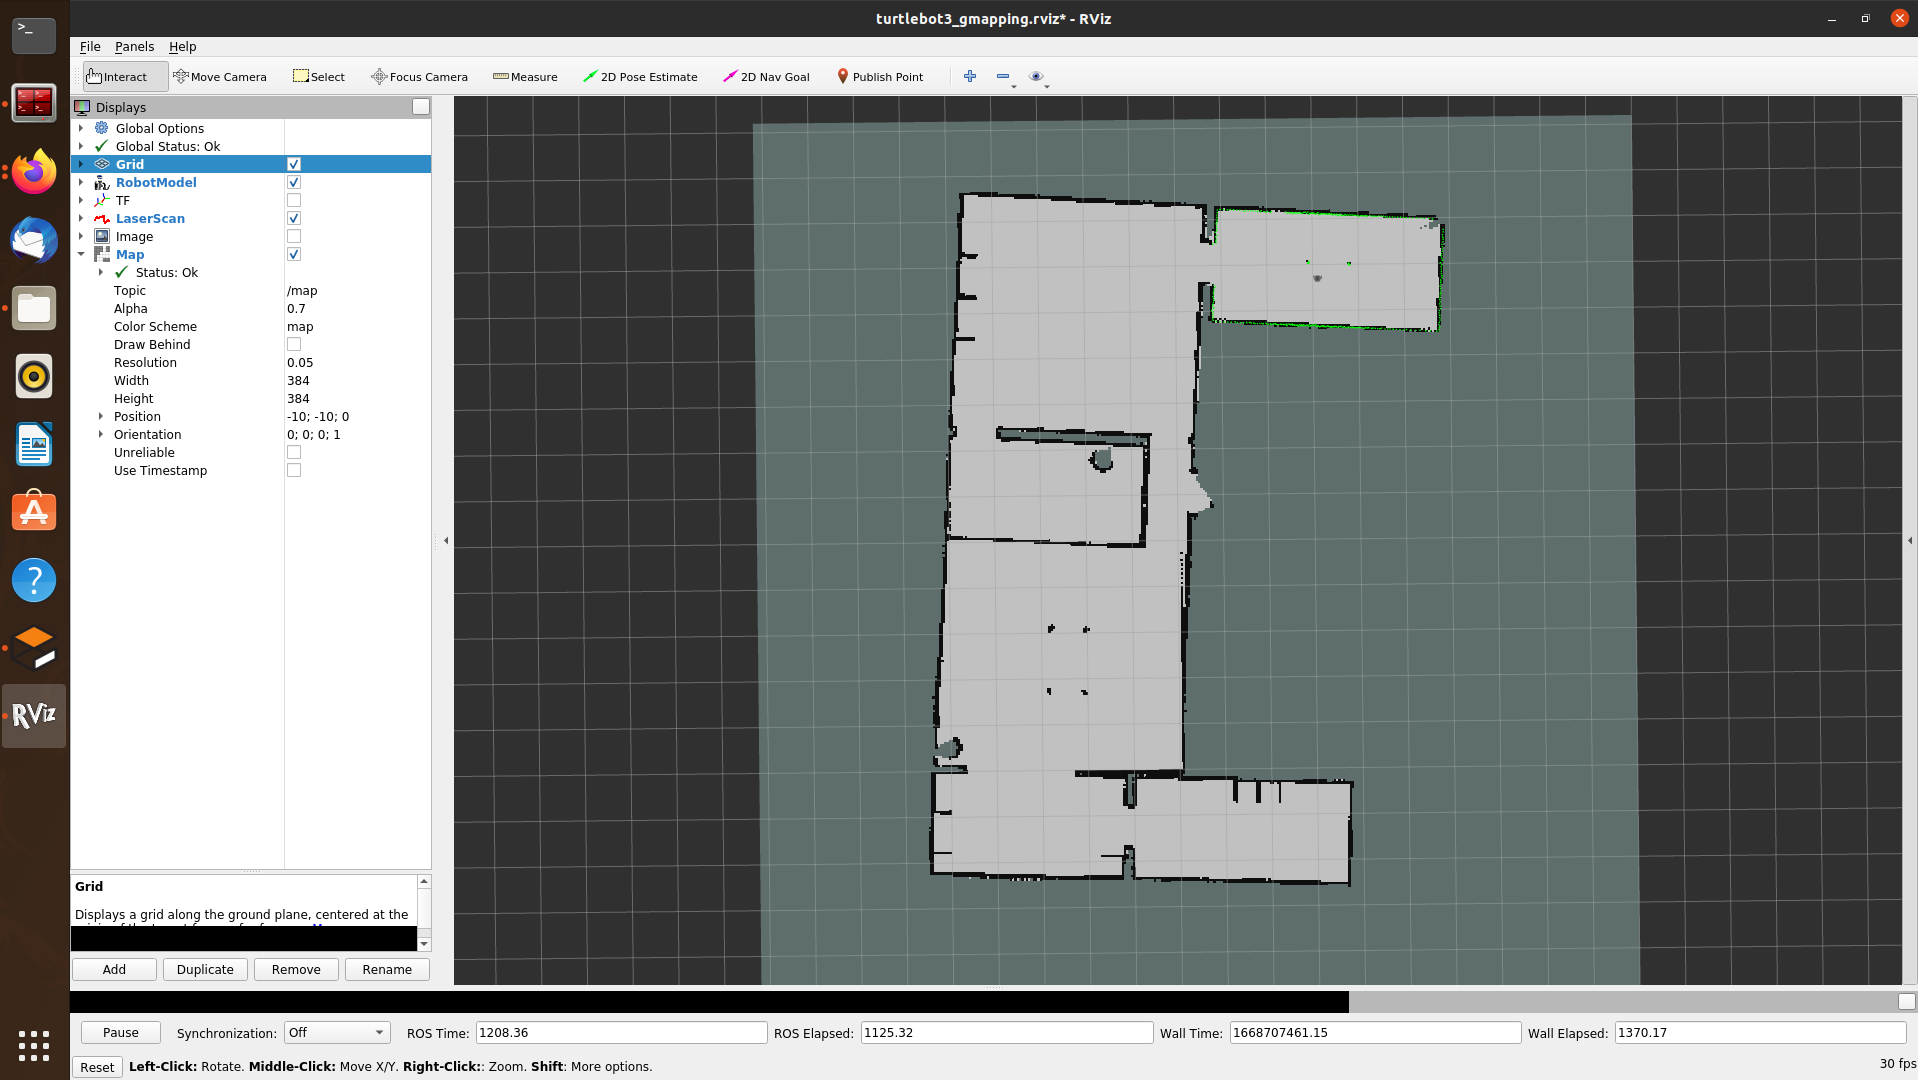 turtlebot3_gmapping.rviz* - RViz
File Panels Help
Interact Move Camera Select Focus Camera Measure 2D Pose Estimate 2D Nav Goal Publish Point
Displays
Global Options
Global Status: Ok
Grid
RobotModel
TF
LaserScan
Image
Map
Status: Ok
Topic /map
Alpha 0.7
Color Scheme map
Draw Behind
Resolution 0.05
Width 384
Height 384
Position -10; -10; 0
Orientation 0; 0; 0; 1
Unreliable
Use Timestamp
RViz
Grid
Displays a grid along the ground plane, centered at the
Add Duplicate Remove Rename
Pause Synchronization: Off ROS Time: 1208.36 ROS Elapsed: 1125.32 Wall Time: 1668707461.15 Wall Elapsed: 1370.17
Reset Left-Click: Rotate. Middle-Click: Move X/Y. Right-Click:: Zoom. Shift: More options. 30 fps